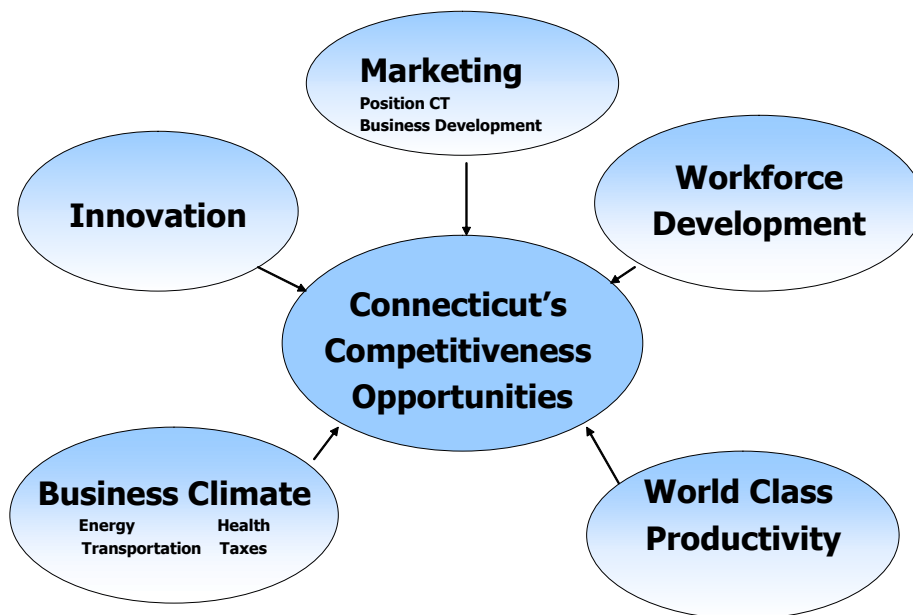 Marketing
Position CT
Business Development
Innovation
Workforce
Development
Connecticut’s
Competitiveness
Opportunities
Business Climate
Energy Health
Transportation Taxes
World Class
Productivity